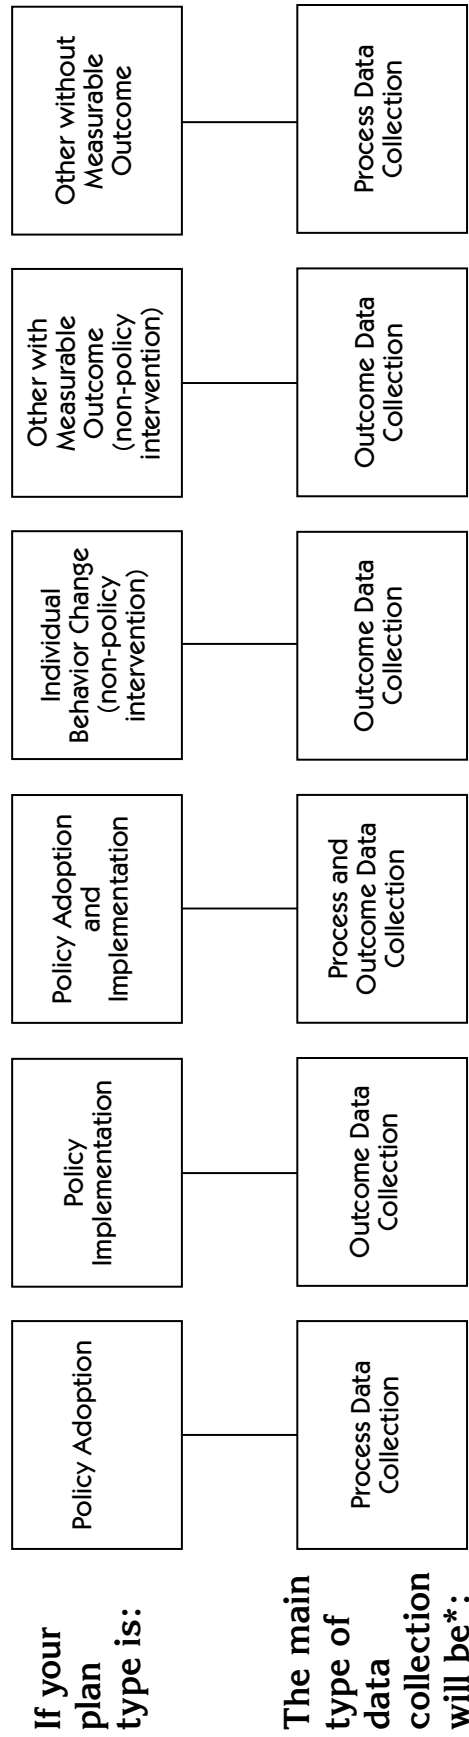 If your
plan
type is:
Policy Adoption
Policy
Implementation
Policy Adoption
and
Implementation
Individual
Behavior Change
(non-policy
intervention)
Other with
Measurable
Outcome
(non-policy
intervention)
Other without
Measurable
Outcome
The main
type of
data
collection
will be*:
Process Data
Collection
Outcome Data
Collection
Process and
Outcome Data
Collection
Outcome Data
Collection
Outcome Data
Collection
Process Data
Collection